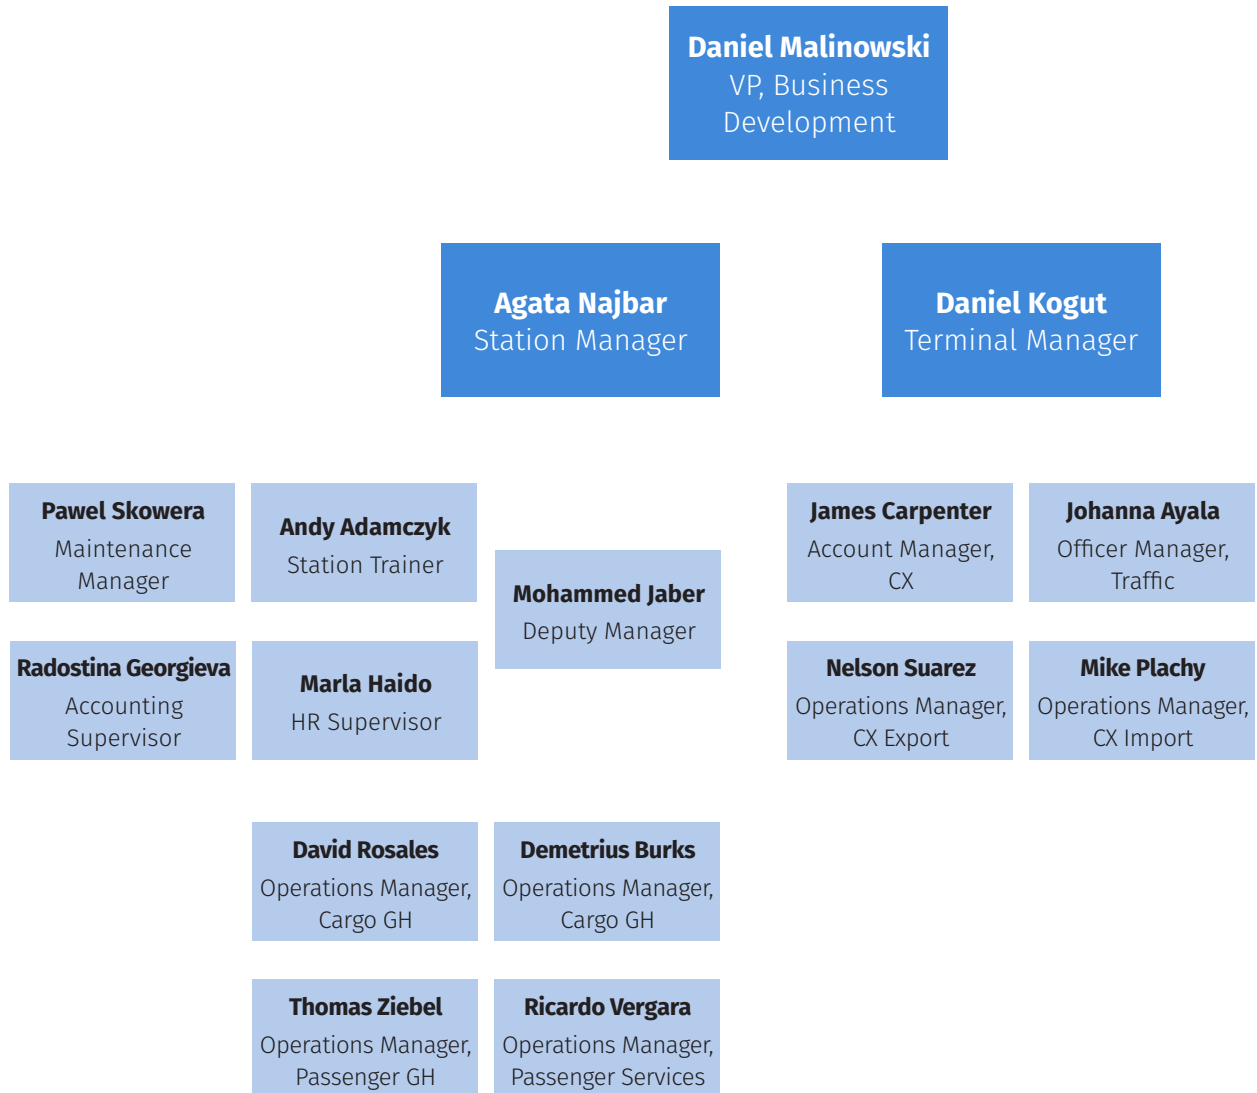 Daniel Malinowski
VP, Business
Development
Agata Najbar
Station Manager
Daniel Kogut
Terminal Manager
Pawel Skowera
Maintenance
Manager
Andy Adamczyk
Station Trainer
Mohammed Jaber
Deputy Manager
James Carpenter
Account Manager,
CX
Johanna Ayala
Officer Manager,
Traffic
Radostina Georgieva
Accounting
Supervisor
Marla Haido
HR Supervisor
Nelson Suarez
Operations Manager,
CX Export
Mike Plachy
Operations Manager,
CX Import
David Rosales
Operations Manager,
Cargo GH
Demetrius Burks
Operations Manager,
Cargo GH
Thomas Ziebel
Operations Manager,
Passenger GH
Ricardo Vergara
Operations Manager,
Passenger Services